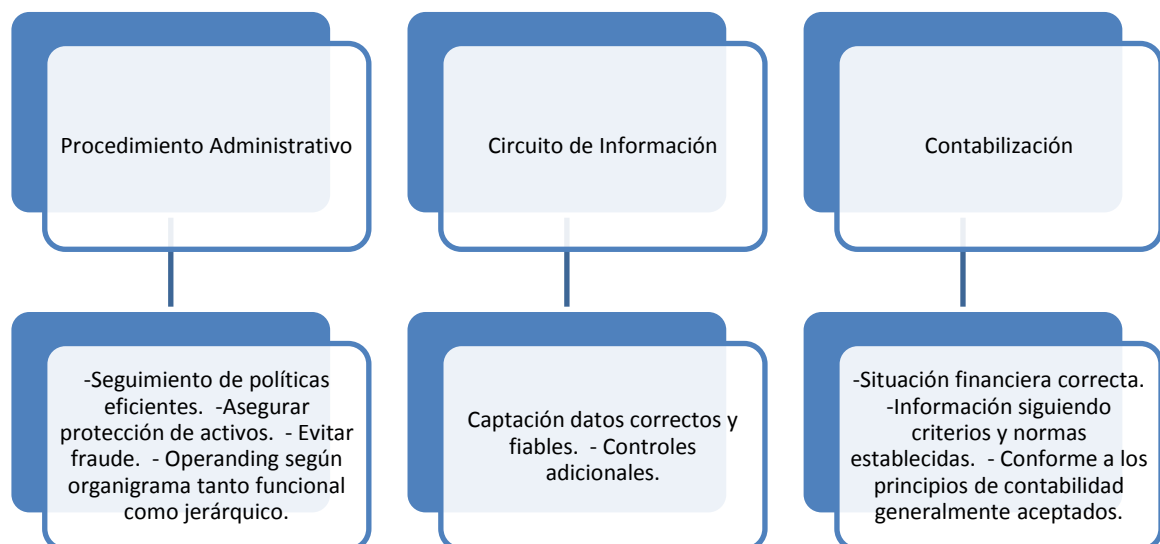 Procedimiento Administrativo
Circuito de Información
Contabilización
-Seguimiento de políticas
eficientes.  -Asegurar
protección de activos.  - Evitar
fraude.  - Operanding según
organigrama tanto funcional
como jerárquico.
Captación datos correctos y
fiables.  - Controles
adicionales.
-Situación financiera correcta.
-Información siguiendo
criterios y normas
establecidas.  - Conforme a los
principios de contabilidad
generalmente aceptados.